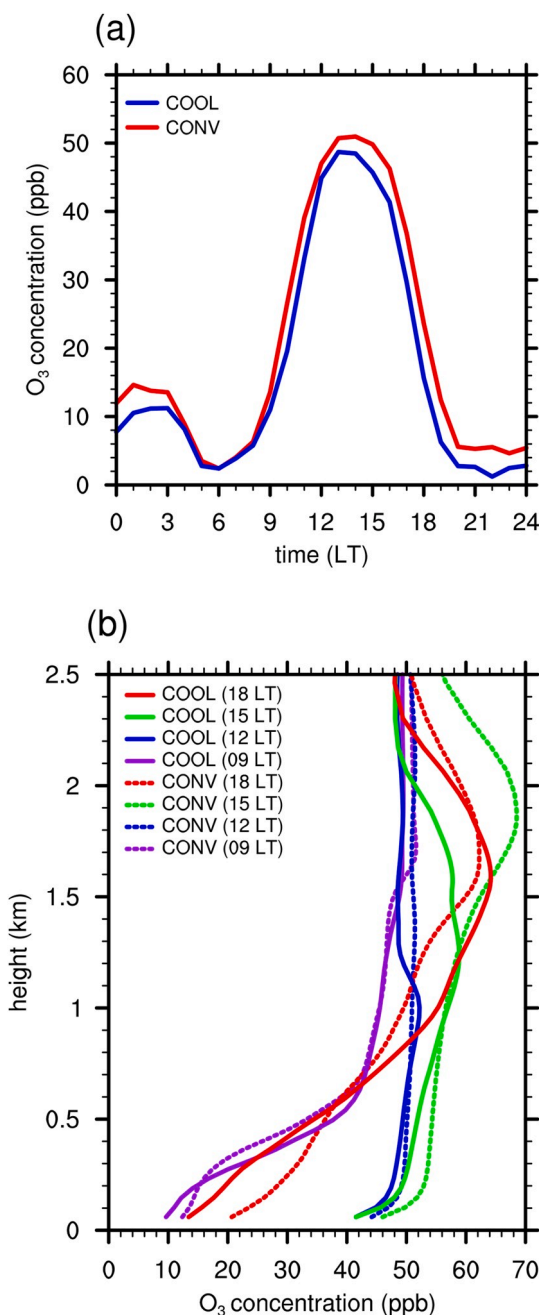 (a)
60
50
40
30
20
10
0
O₃ concentration (ppb)
COOL
CONV
0 3 6 9 12 15 18 21 24
time (LT)
(b)
2.5
2
1.5
1
0.5
0
height (km)
COOL (18 LT)
COOL (15 LT)
COOL (12 LT)
COOL (09 LT)
CONV (18 LT)
CONV (15 LT)
CONV (12 LT)
CONV (09 LT)
0 10 20 30 40 50 60 70
O₃ concentration (ppb)